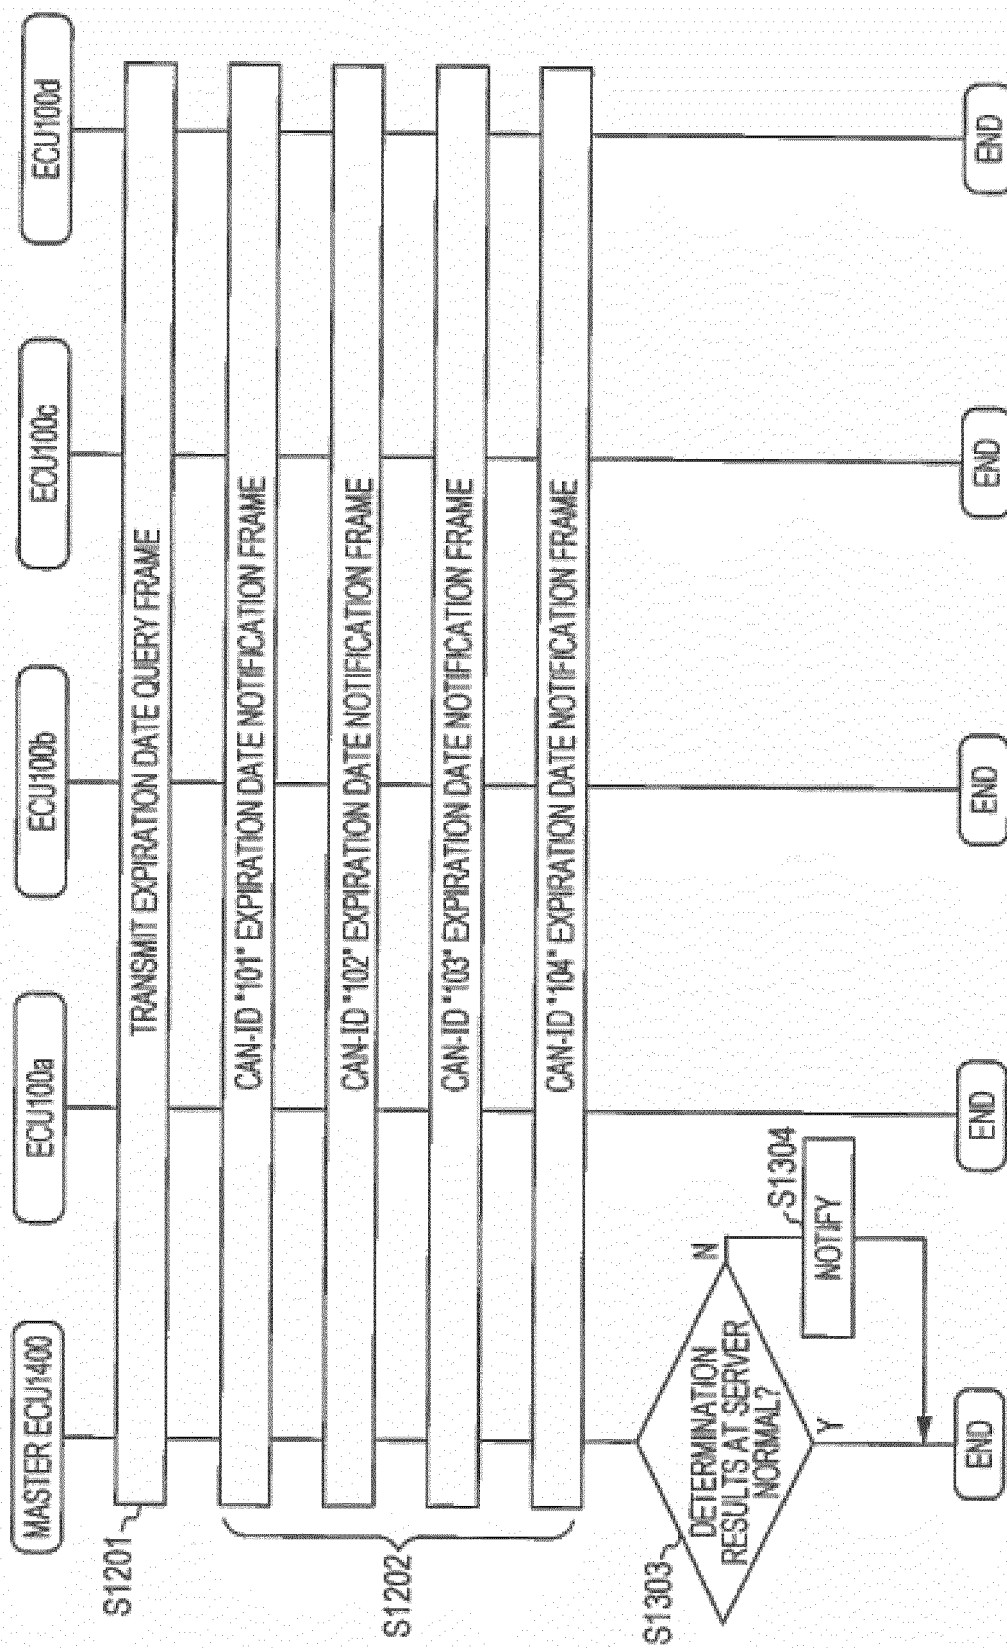 MASTER ECU1400
ECU100a
ECU100b
ECU100c
ECU100d
S1201
TRANSMIT EXPIRATION DATE QUERY FRAME
S1202
CAN-ID "101" EXPIRATION DATE NOTIFICATION FRAME
CAN-ID "102" EXPIRATION DATE NOTIFICATION FRAME
CAN-ID "103" EXPIRATION DATE NOTIFICATION FRAME
CAN-ID "104" EXPIRATION DATE NOTIFICATION FRAME
S1303
DETERMINATION
RESULTS AT SERVER
NORMAL?
N
S1304
NOTIFY
Y
END
END
END
END
END